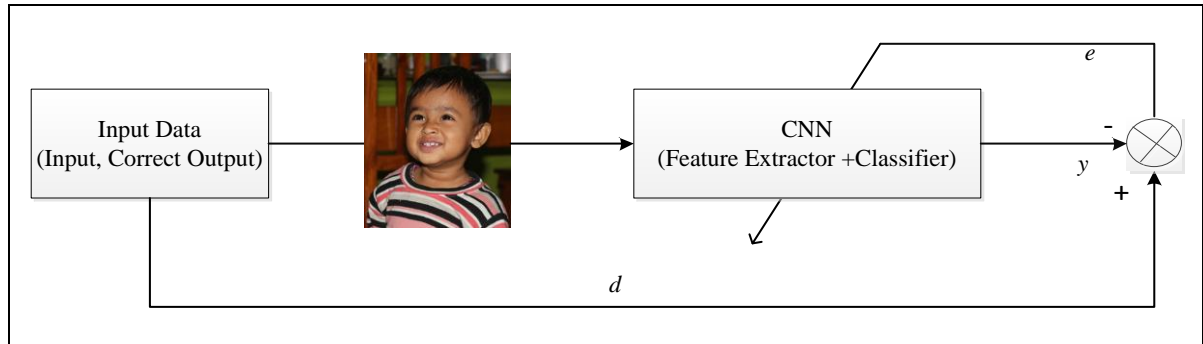 Input Data
(Input, Correct Output)
CNN
(Feature Extractor +Classifier)
e
-
y
+
d